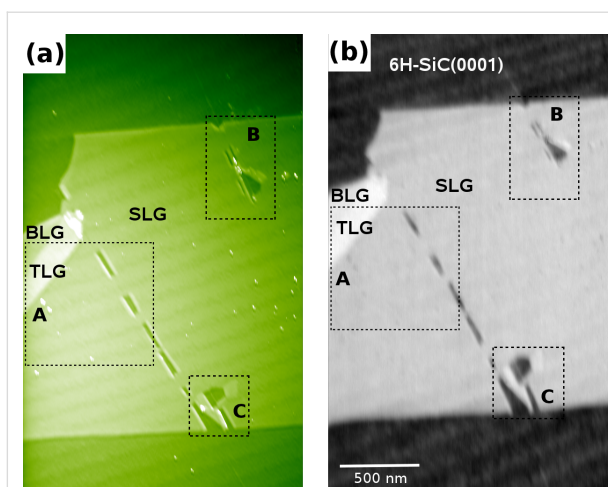 (a)
B
SLG
BLG
TLG
A
C
(b)
6H-SiC(0001)
B
SLG
BLG
TLG
A
C
500 nm